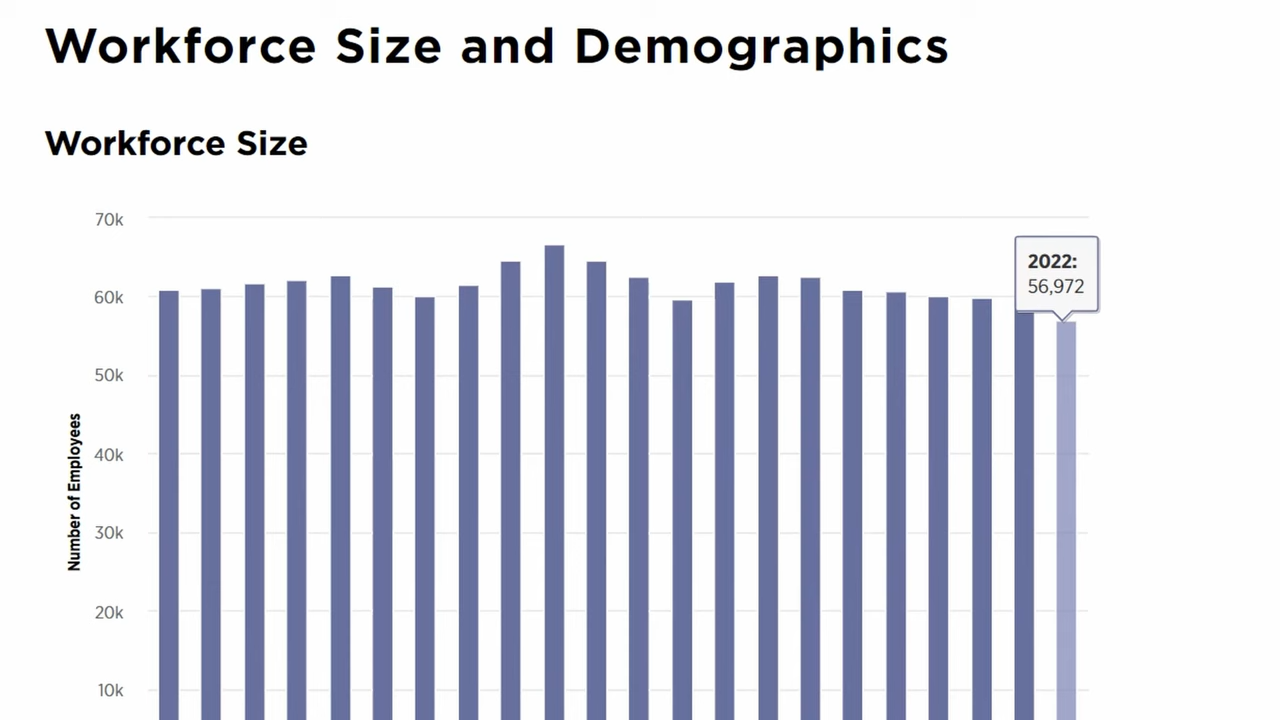 Workforce Size and Demographics
Workforce Size
70k
2022:
56,972
60k
50k
40k
Number of Employees
30k
20k
10k